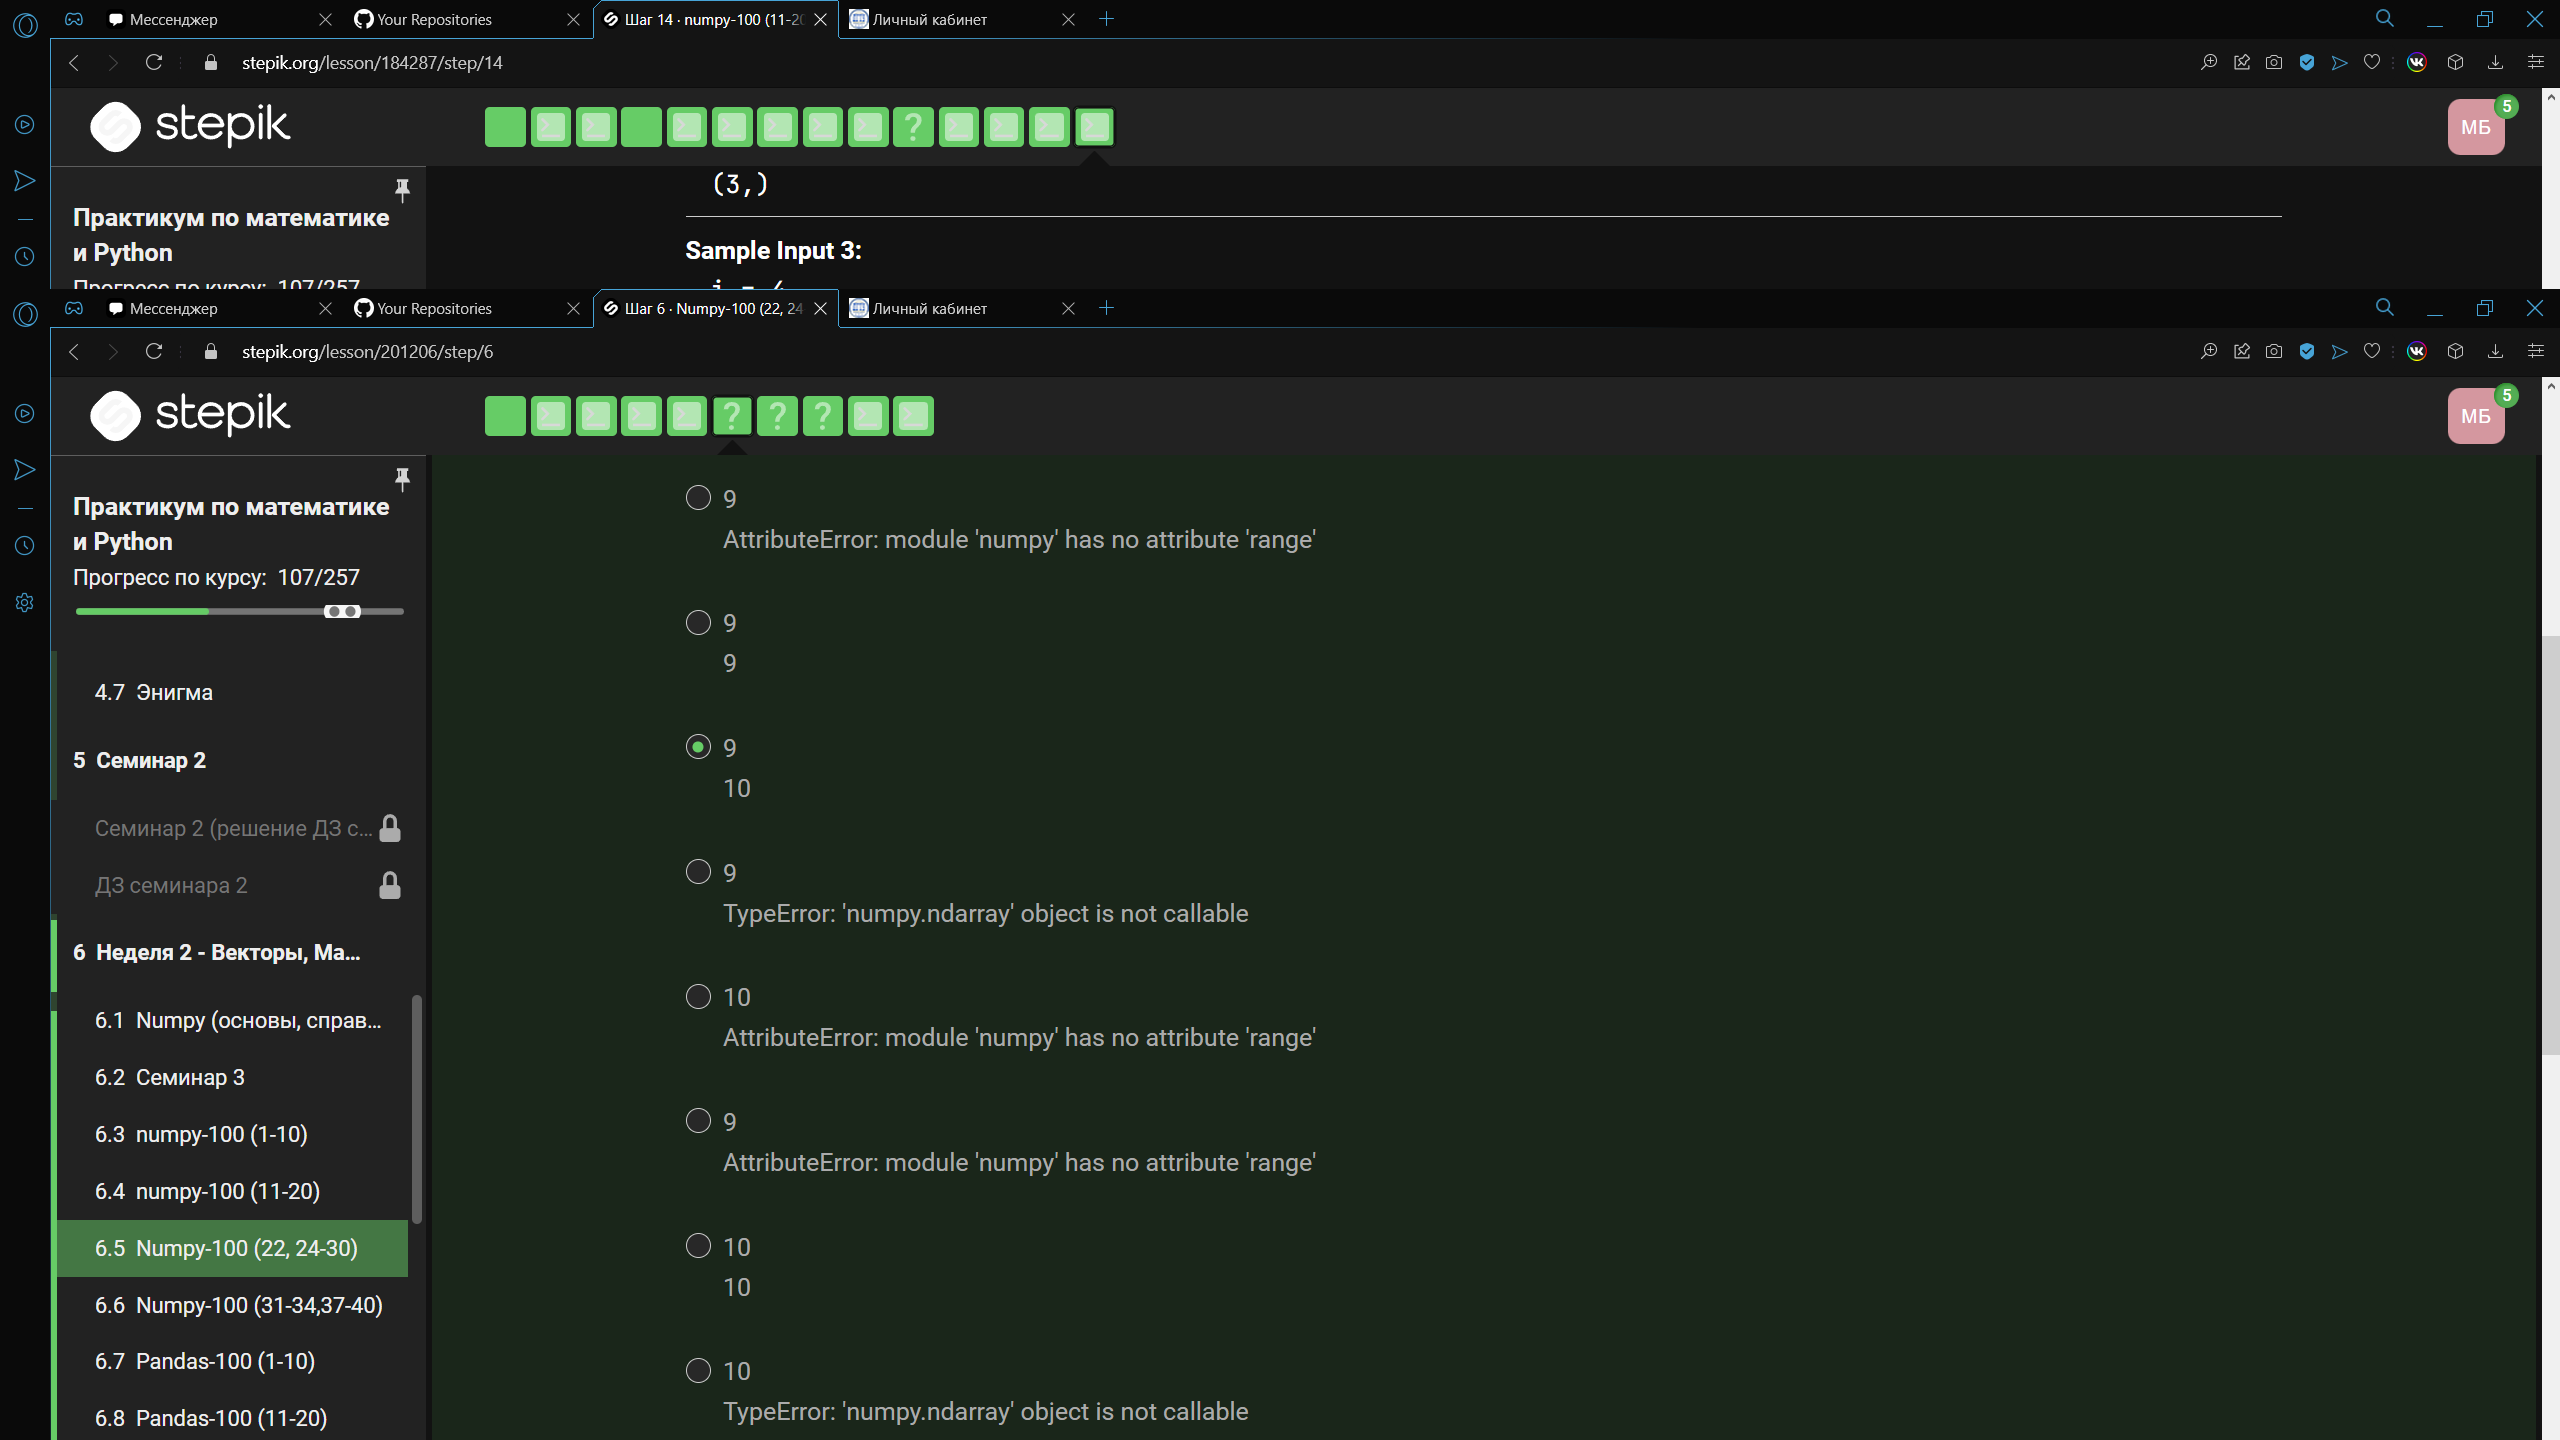 Мессенджер
Your Repositories
Шаг 14 · numpy-100 (11-20
Личный кабинет
stepik.org/lesson/184287/step/14
stepik
?
МБ
5
Практикум по математике
и Python
Прогресс по курсу: 107/257
(3,)
Sample Input 3:
Мессенджер
Your Repositories
Шаг 6 · Numpy-100 (22, 24
Личный кабинет
stepik.org/lesson/201206/step/6
stepik
? ? ?
МБ
5
Практикум по математике
и Python
Прогресс по курсу: 107/257
4.7 Энигма
5 Семинар 2
Семинар 2 (решение ДЗ с...
ДЗ семинара 2
6 Неделя 2 - Векторы, Ма...
6.1 Numpy (основы, справ...
6.2 Семинар 3
6.3 numpy-100 (1-10)
6.4 numpy-100 (11-20)
6.5 Numpy-100 (22, 24-30)
6.6 Numpy-100 (31-34,37-40)
6.7 Pandas-100 (1-10)
6.8 Pandas-100 (11-20)
9
AttributeError: module 'numpy' has no attribute 'range'
9
9
9
10
9
TypeError: 'numpy.ndarray' object is not callable
10
AttributeError: module 'numpy' has no attribute 'range'
9
AttributeError: module 'numpy' has no attribute 'range'
10
10
10
TypeError: 'numpy.ndarray' object is not callable